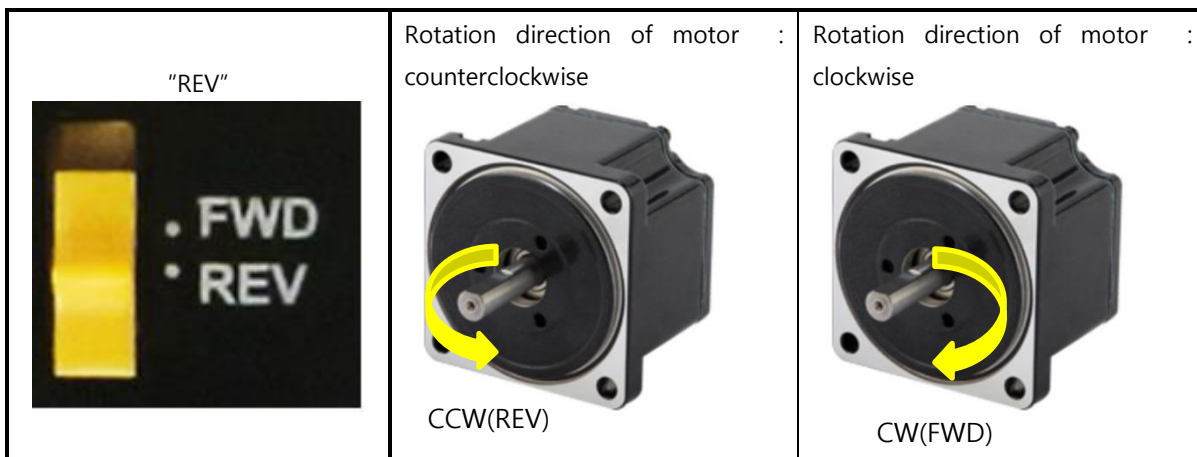 "REV"
• FWD
• REV
Rotation direction of motor :
counterclockwise
CCW(REV)
Rotation direction of motor :
clockwise
CW(FWD)